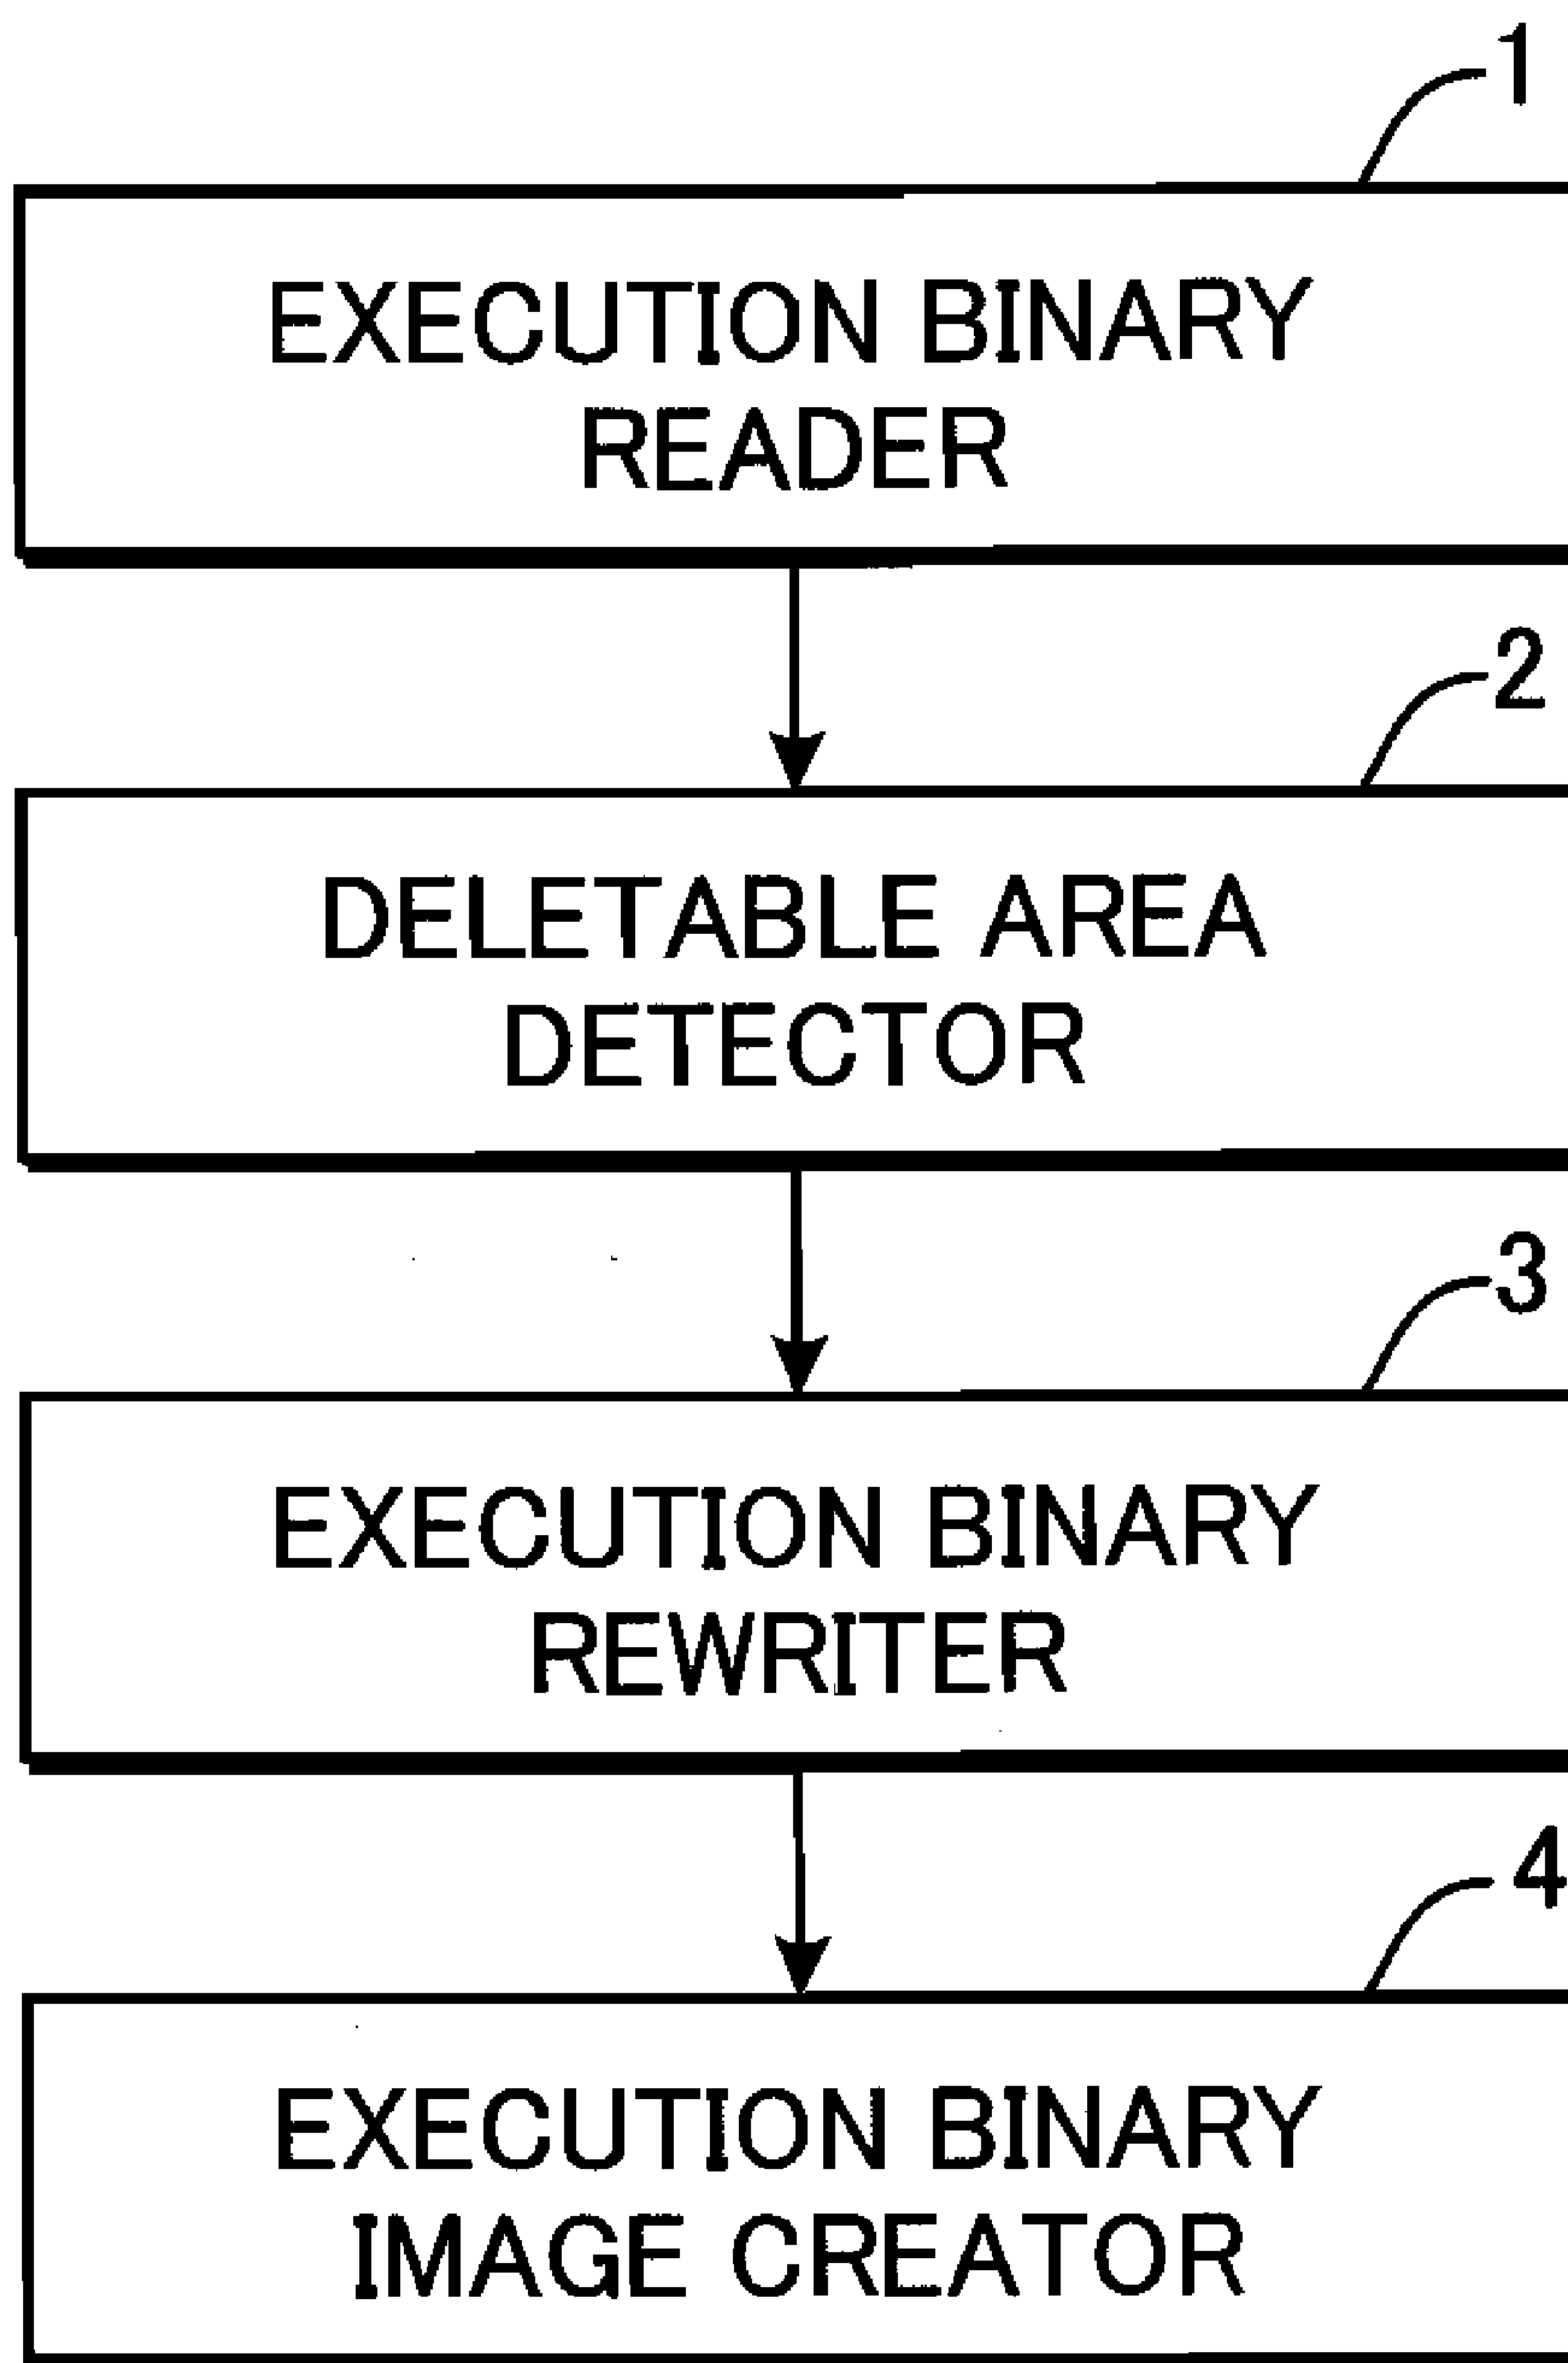 1
EXECUTION BINARY
READER
2
DELETABLE AREA
DETECTOR
3
EXECUTION BINARY
REWRITER
4
EXECUTION BINARY
IMAGE CREATOR